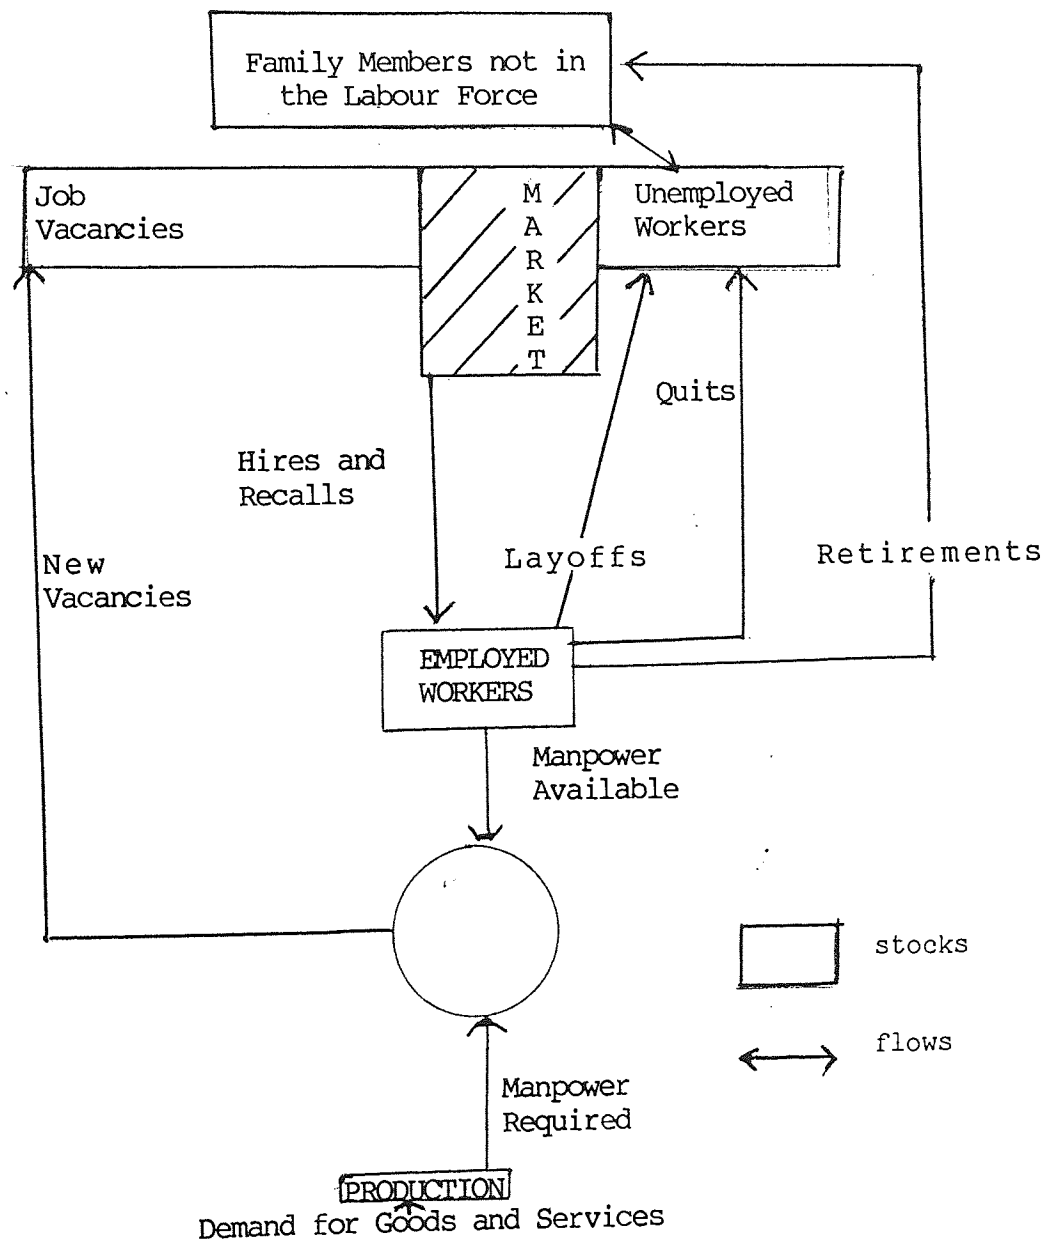 Family Members not in
the Labour Force
Job
Vacancies
M
A
R
K
E
T
Unemployed
Workers
Quits
Hires and
Recalls
Layoffs
Retirements
New
Vacancies
EMPLOYED
WORKERS
Manpower
Available
stocks
flows
Manpower
Required
PRODUCTION
Demand for Goods and Services